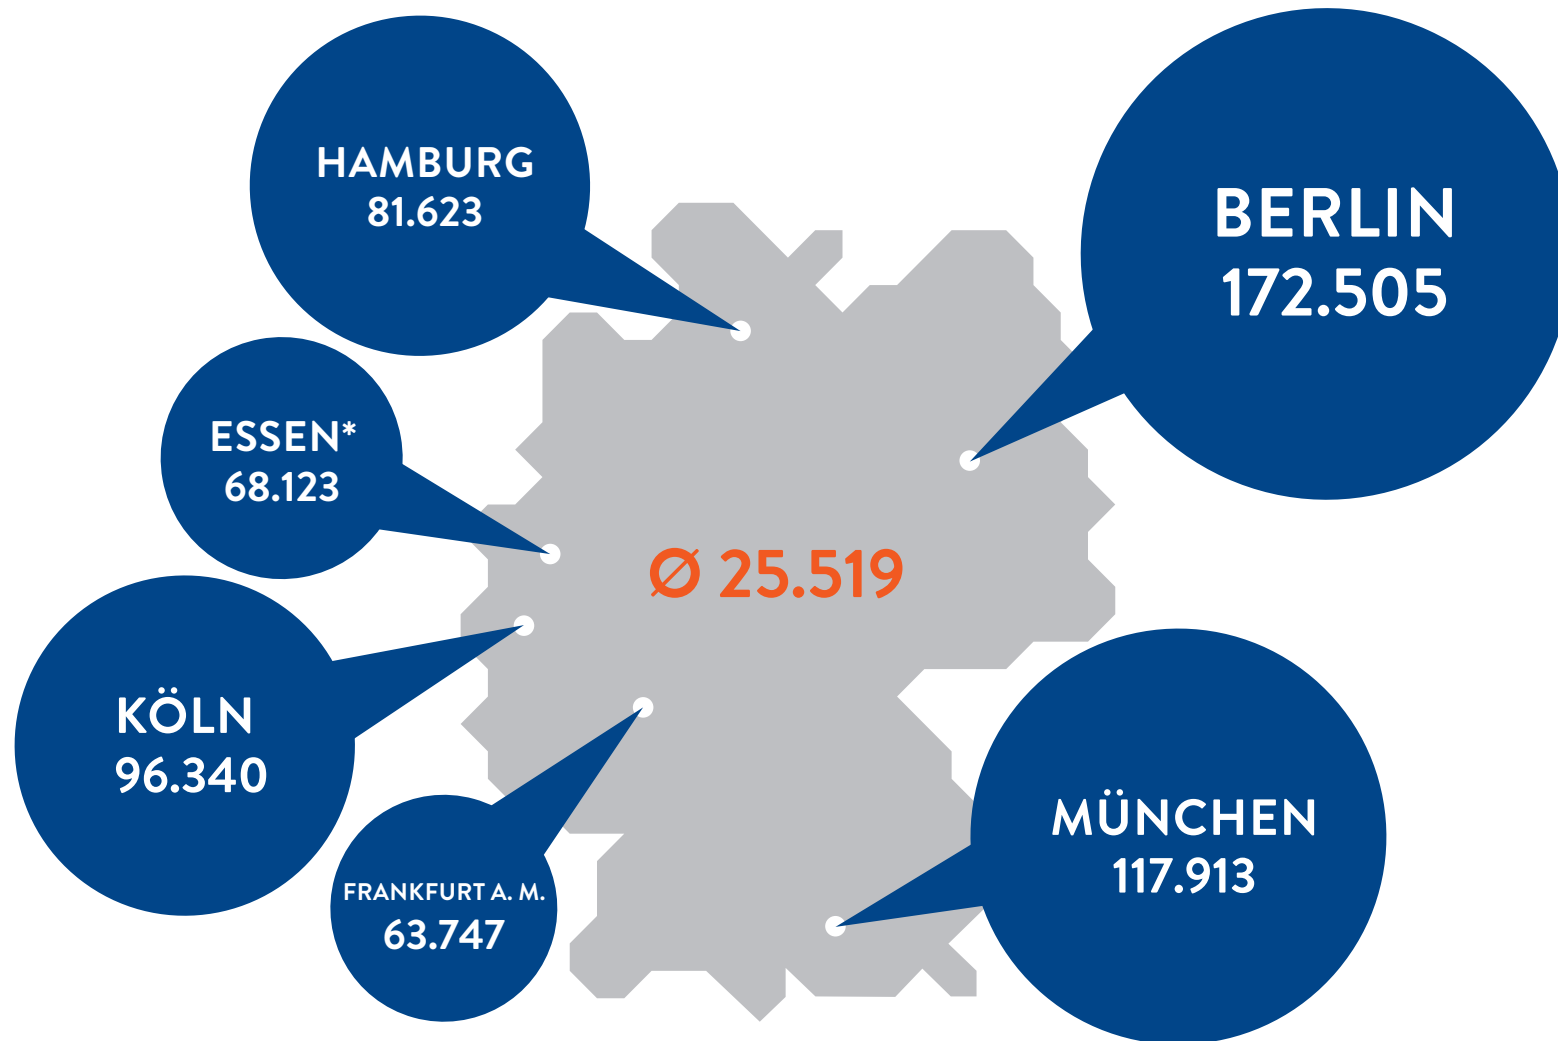 HAMBURG
81.623
BERLIN
172.505
ESSEN*
68.123
Ø 25.519
KÖLN
96.340
MÜNCHEN
117.913
FRANKFURT A. M.
63.747